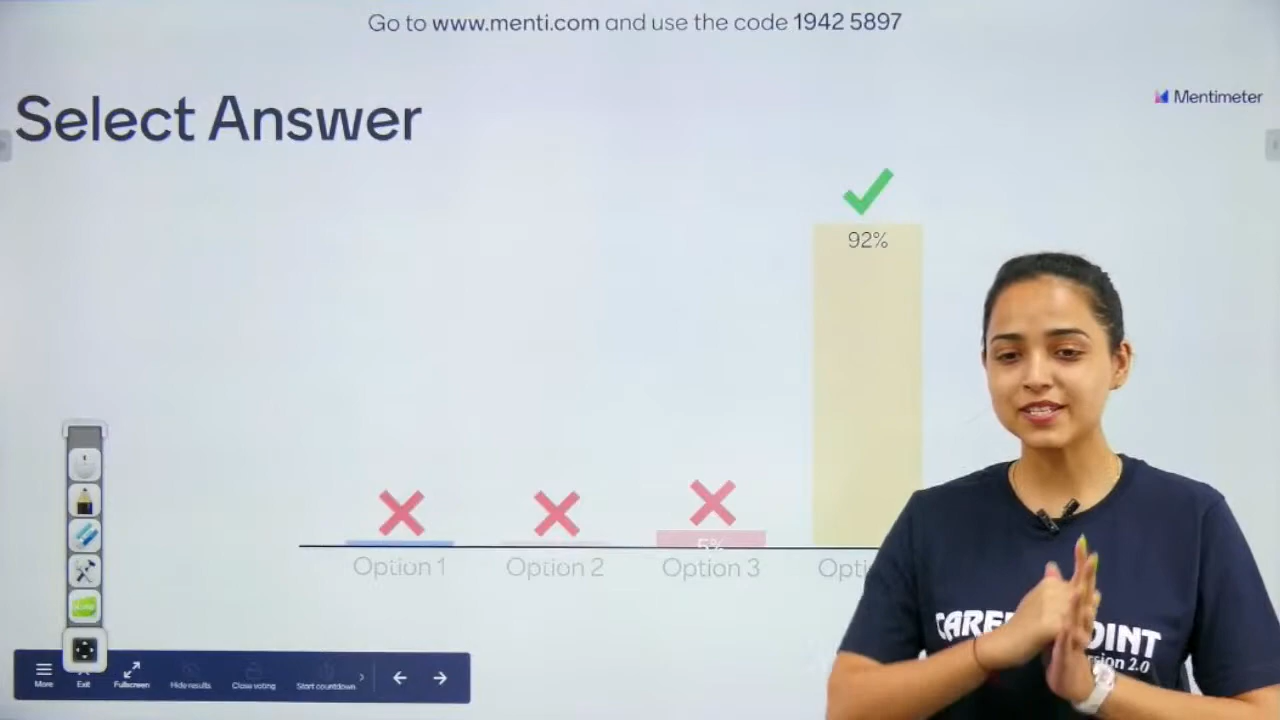 Go to www.menti.com and use the code 1942 5897
Mentimeter
Select Answer
92%
5%
Option 1
Option 2
Option 3
More
Exit
Fullscreen
Hide results
Close voting
Start countdown